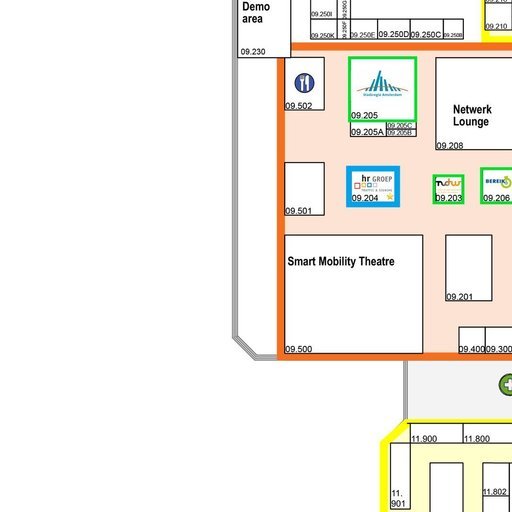 Demo
area
09.230
09.250I
09.250K
09.250F
09.250G
09.250E
09.250D
09.250C
09.250B
09.210
09.502
Stadsregio Amsterdam
09.205
09.205A
09.205C
09.205B
Netwerk
Lounge
09.208
09.501
hr GROEP
TRAFFIC & SIGNING
09.204
09.203
BEREIK
09.206
Smart Mobility Theatre
09.500
09.201
09.400
09.300
11.900
11.800
11.
901
11.802